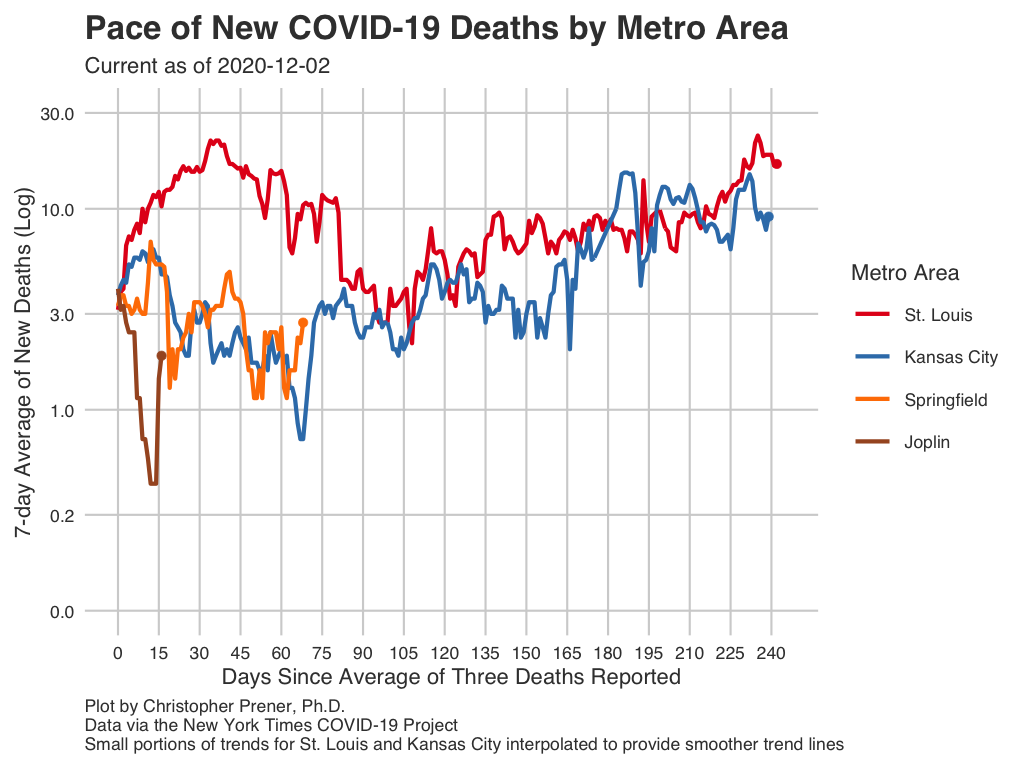 Pace of New COVID-19 Deaths by Metro Area
Current as of 2020-12-02
7-day Average of New Deaths (Log)
30.0
10.0
3.0
1.0
0.2
0.0
0 15 30 45 60 75 90 105 120 135 150 165 180 195 210 225 240
Days Since Average of Three Deaths Reported
Metro Area
St. Louis
Kansas City
Springfield
Joplin
Plot by Christopher Prener, Ph.D.
Data via the New York Times COVID-19 Project
Small portions of trends for St. Louis and Kansas City interpolated to provide smoother trend lines